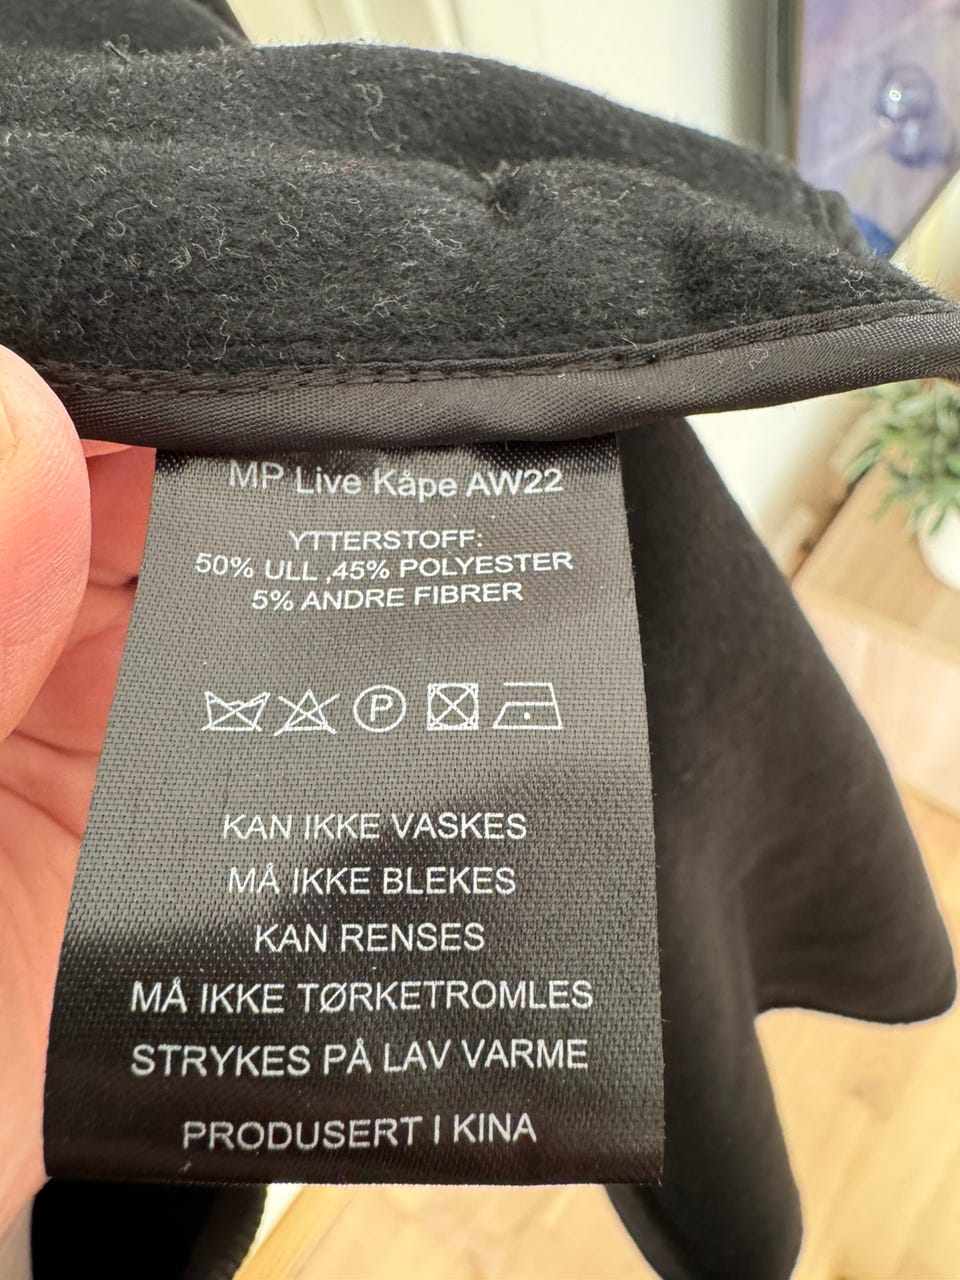 MP Live Kåpe AW22
YTTERSTOFF:
50% ULL ,45% POLYESTER
5% ANDRE FIBRER
P
KAN IKKE VASKES
MÅ IKKE BLEKES
KAN RENSES
MÅ IKKE TØRKETROMLES
STRYKES PÅ LAV VARME
PRODUSERT I KINA